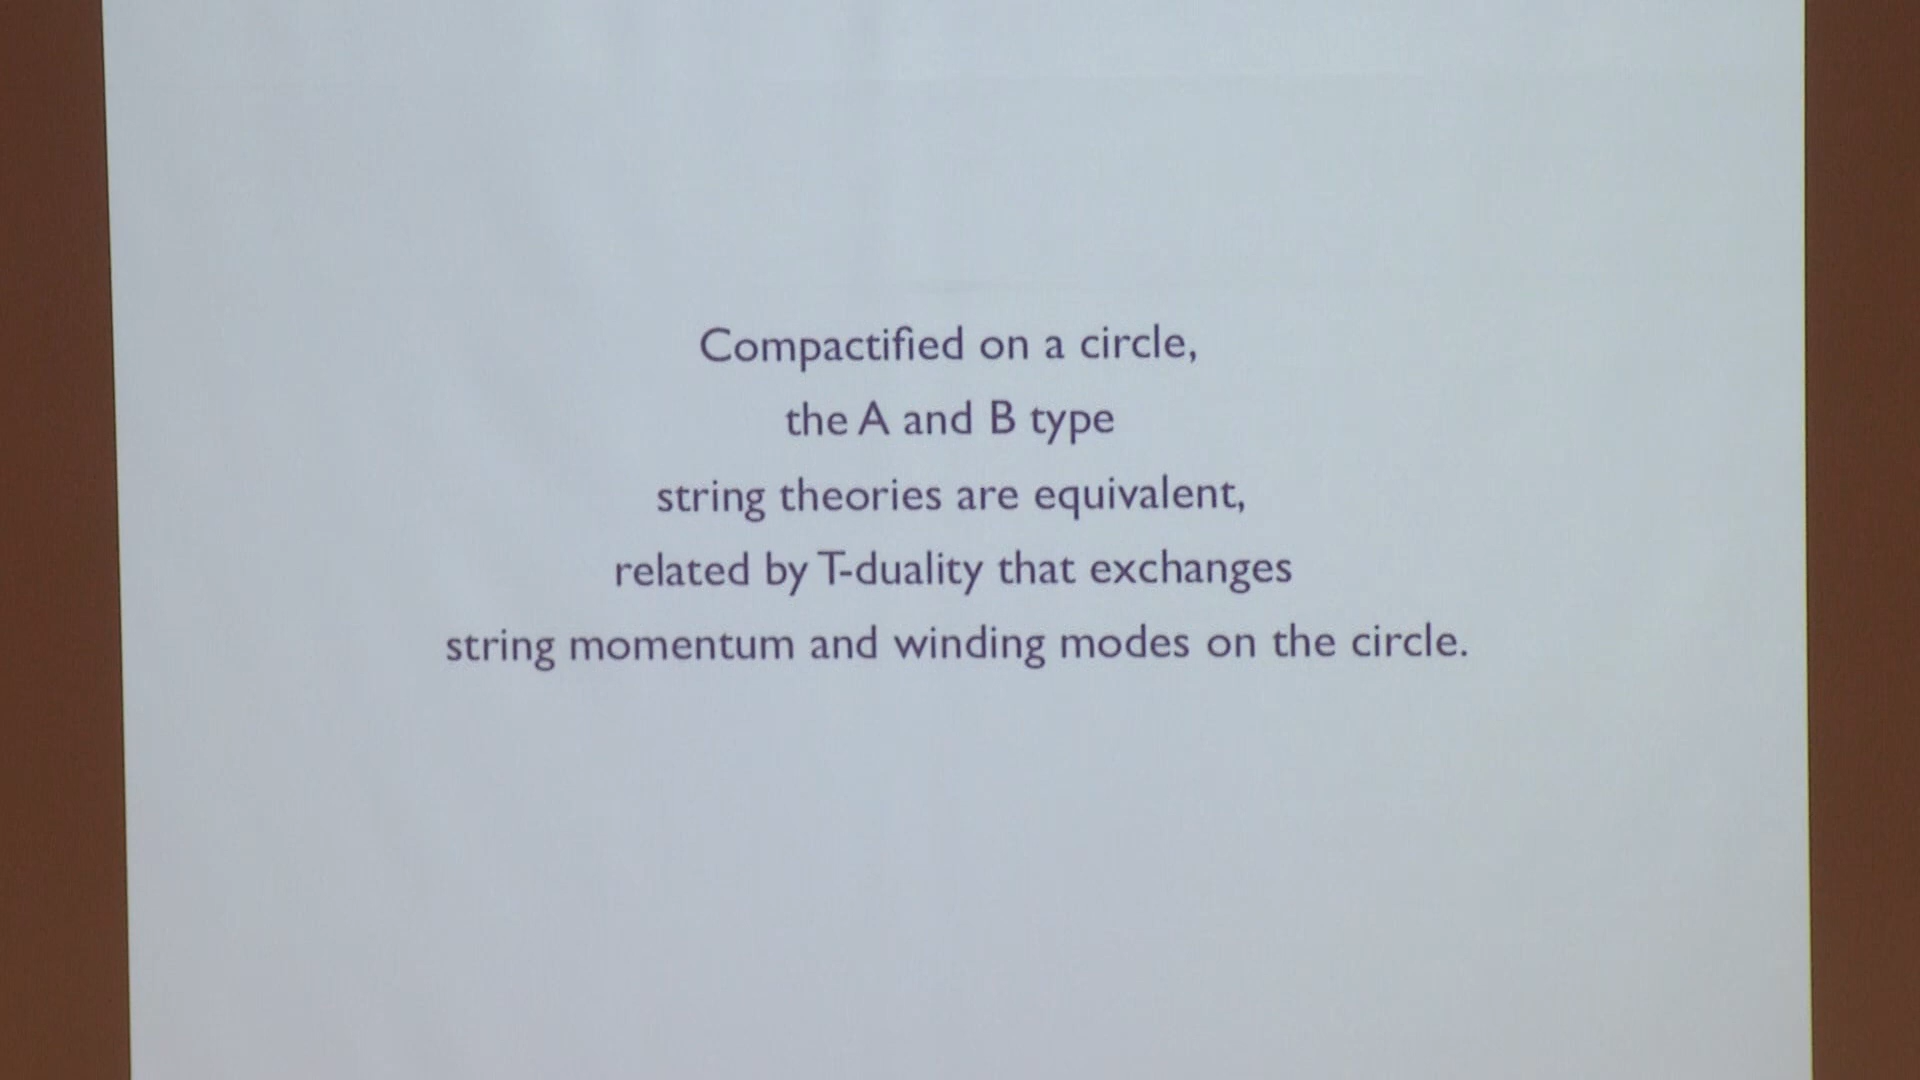 Compactified on a circle,
the A and B type
string theories are equivalent,
related by T-duality that exchanges
string momentum and winding modes on the circle.